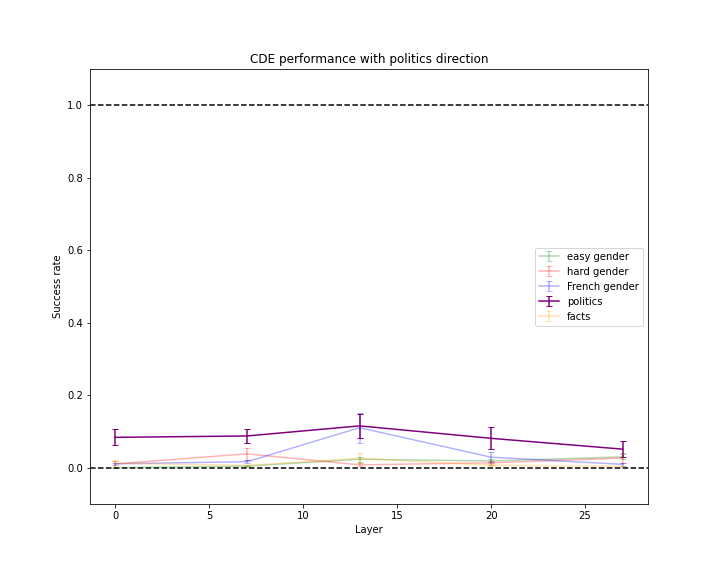 CDE performance with politics direction
1.0
0.8
0.6
0.4
0.2
0.0
Success rate
easy gender
hard gender
French gender
politics
facts
0 5 10 15 20 25
Layer